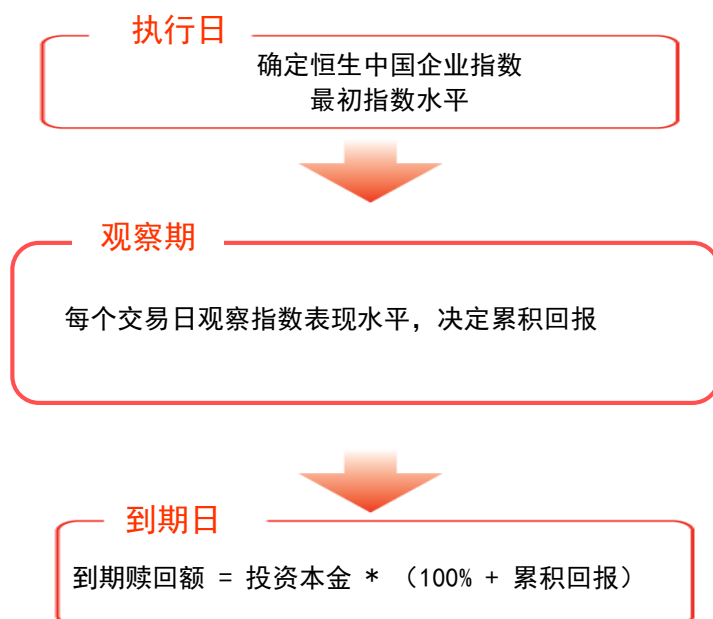 执行日
确定恒生中国企业指数
最初指数水平
观察期
每个交易日观察指数表现水平，决定累积回报
到期日
到期赎回额 = 投资本金 * （100% + 累积回报）